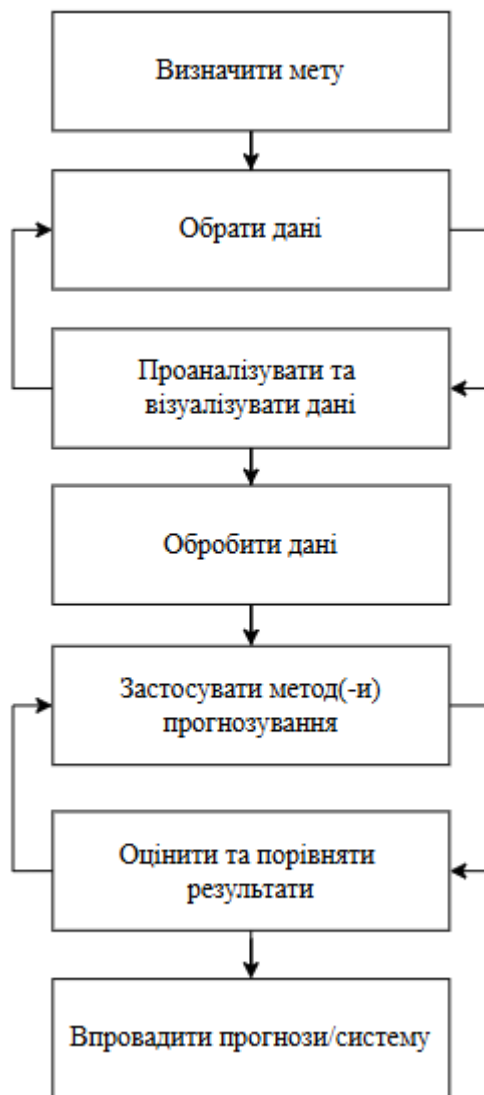 Визначити мету
Обрати дані
Проаналізувати та
візуалізувати дані
Обробити дані
Застосувати метод(-и)
прогнозування
Оцінити та порівняти
результати
Впровадити прогнози/систему